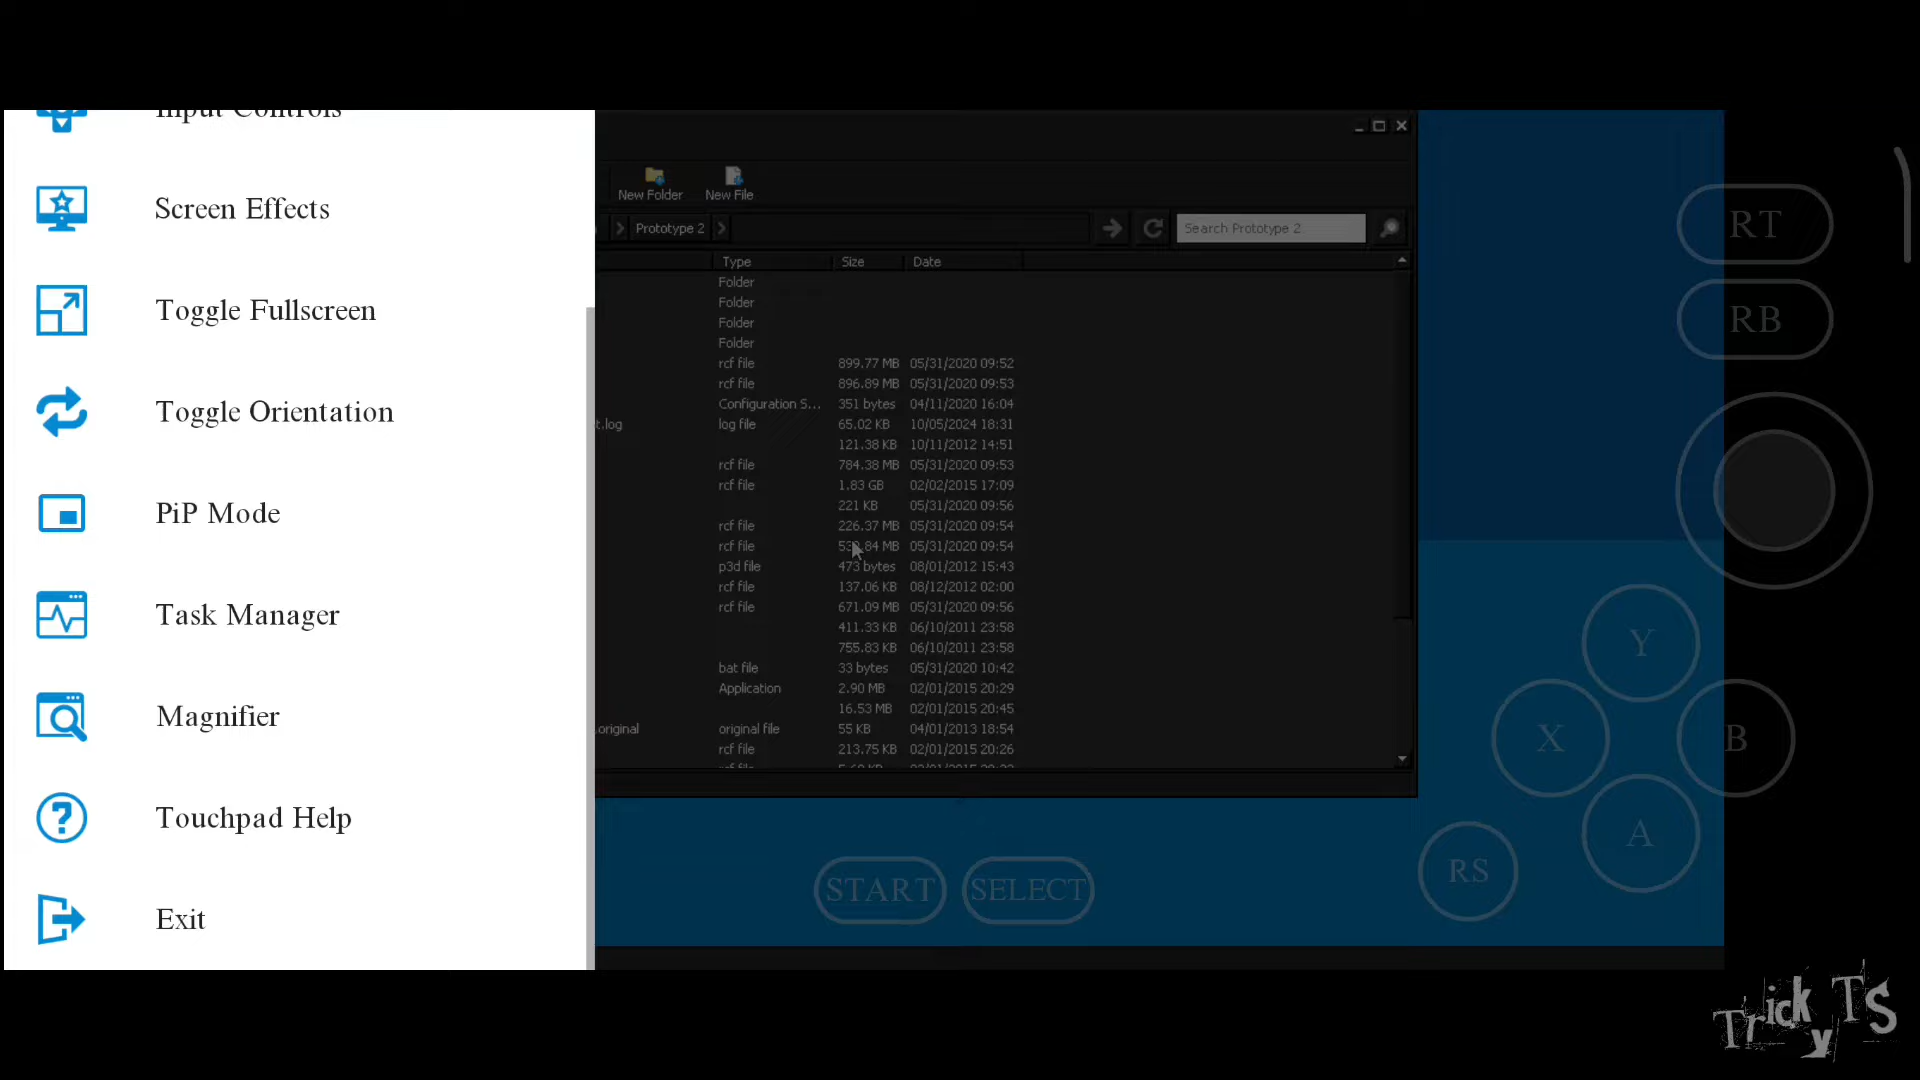 Input Controls
Screen Effects
Toggle Fullscreen
Toggle Orientation
PiP Mode
Task Manager
Magnifier
Touchpad Help
Exit
New Folder New File
Prototype 2
Search Prototype 2
Type Size Date
Folder
Folder
Folder
Folder
rcf file 899.77 MB 05/31/2020 09:52
rcf file 896.89 MB 05/31/2020 09:53
Configuration S... 351 bytes 04/11/2020 16:04
t.log log file 65.02 KB 10/05/2024 18:31
121.38 KB 10/11/2012 14:51
rcf file 784.38 MB 05/31/2020 09:53
rcf file 1.83 GB 02/02/2015 17:09
221 KB 05/31/2020 09:56
rcf file 226.37 MB 05/31/2020 09:54
rcf file MB 05/31/2020 09:54
p3d file 473 bytes 08/01/2012 15:43
rcf file 137.06 KB 08/12/2012 02:00
rcf file 671.09 MB 05/31/2020 09:56
411.33 KB 06/10/2011 23:58
755.83 KB 06/10/2011 23:58
bat file 33 bytes 05/31/2020 10:42
Application 2.90 MB 02/01/2015 20:29
16.53 MB 02/01/2015 20:45
.original original file 55 KB 04/01/2013 18:54
rcf file 213.75 KB 02/01/2015 20:26
RT
RB
Y
X B
A
RS
START SELECT
Tricky TS